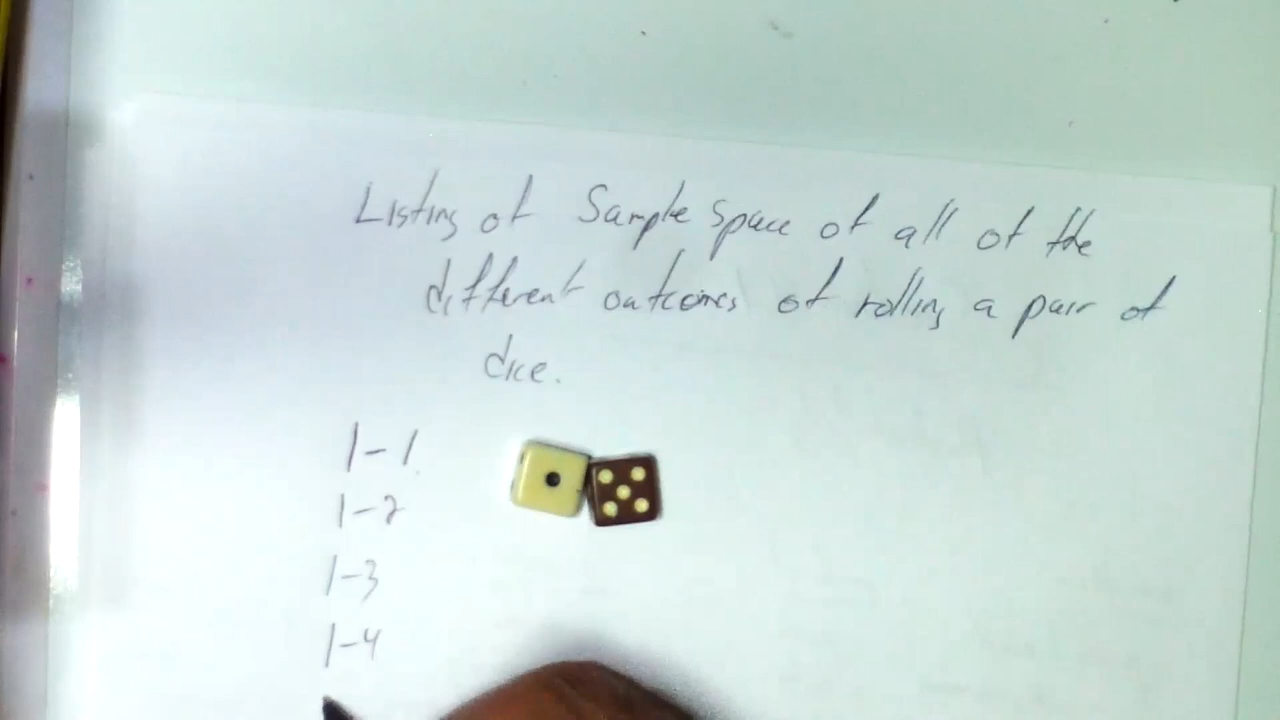 Listing of Sample space of all of the
different outcomes of rolling a pair of
dice.
1-1
1-2
1-3
1-4